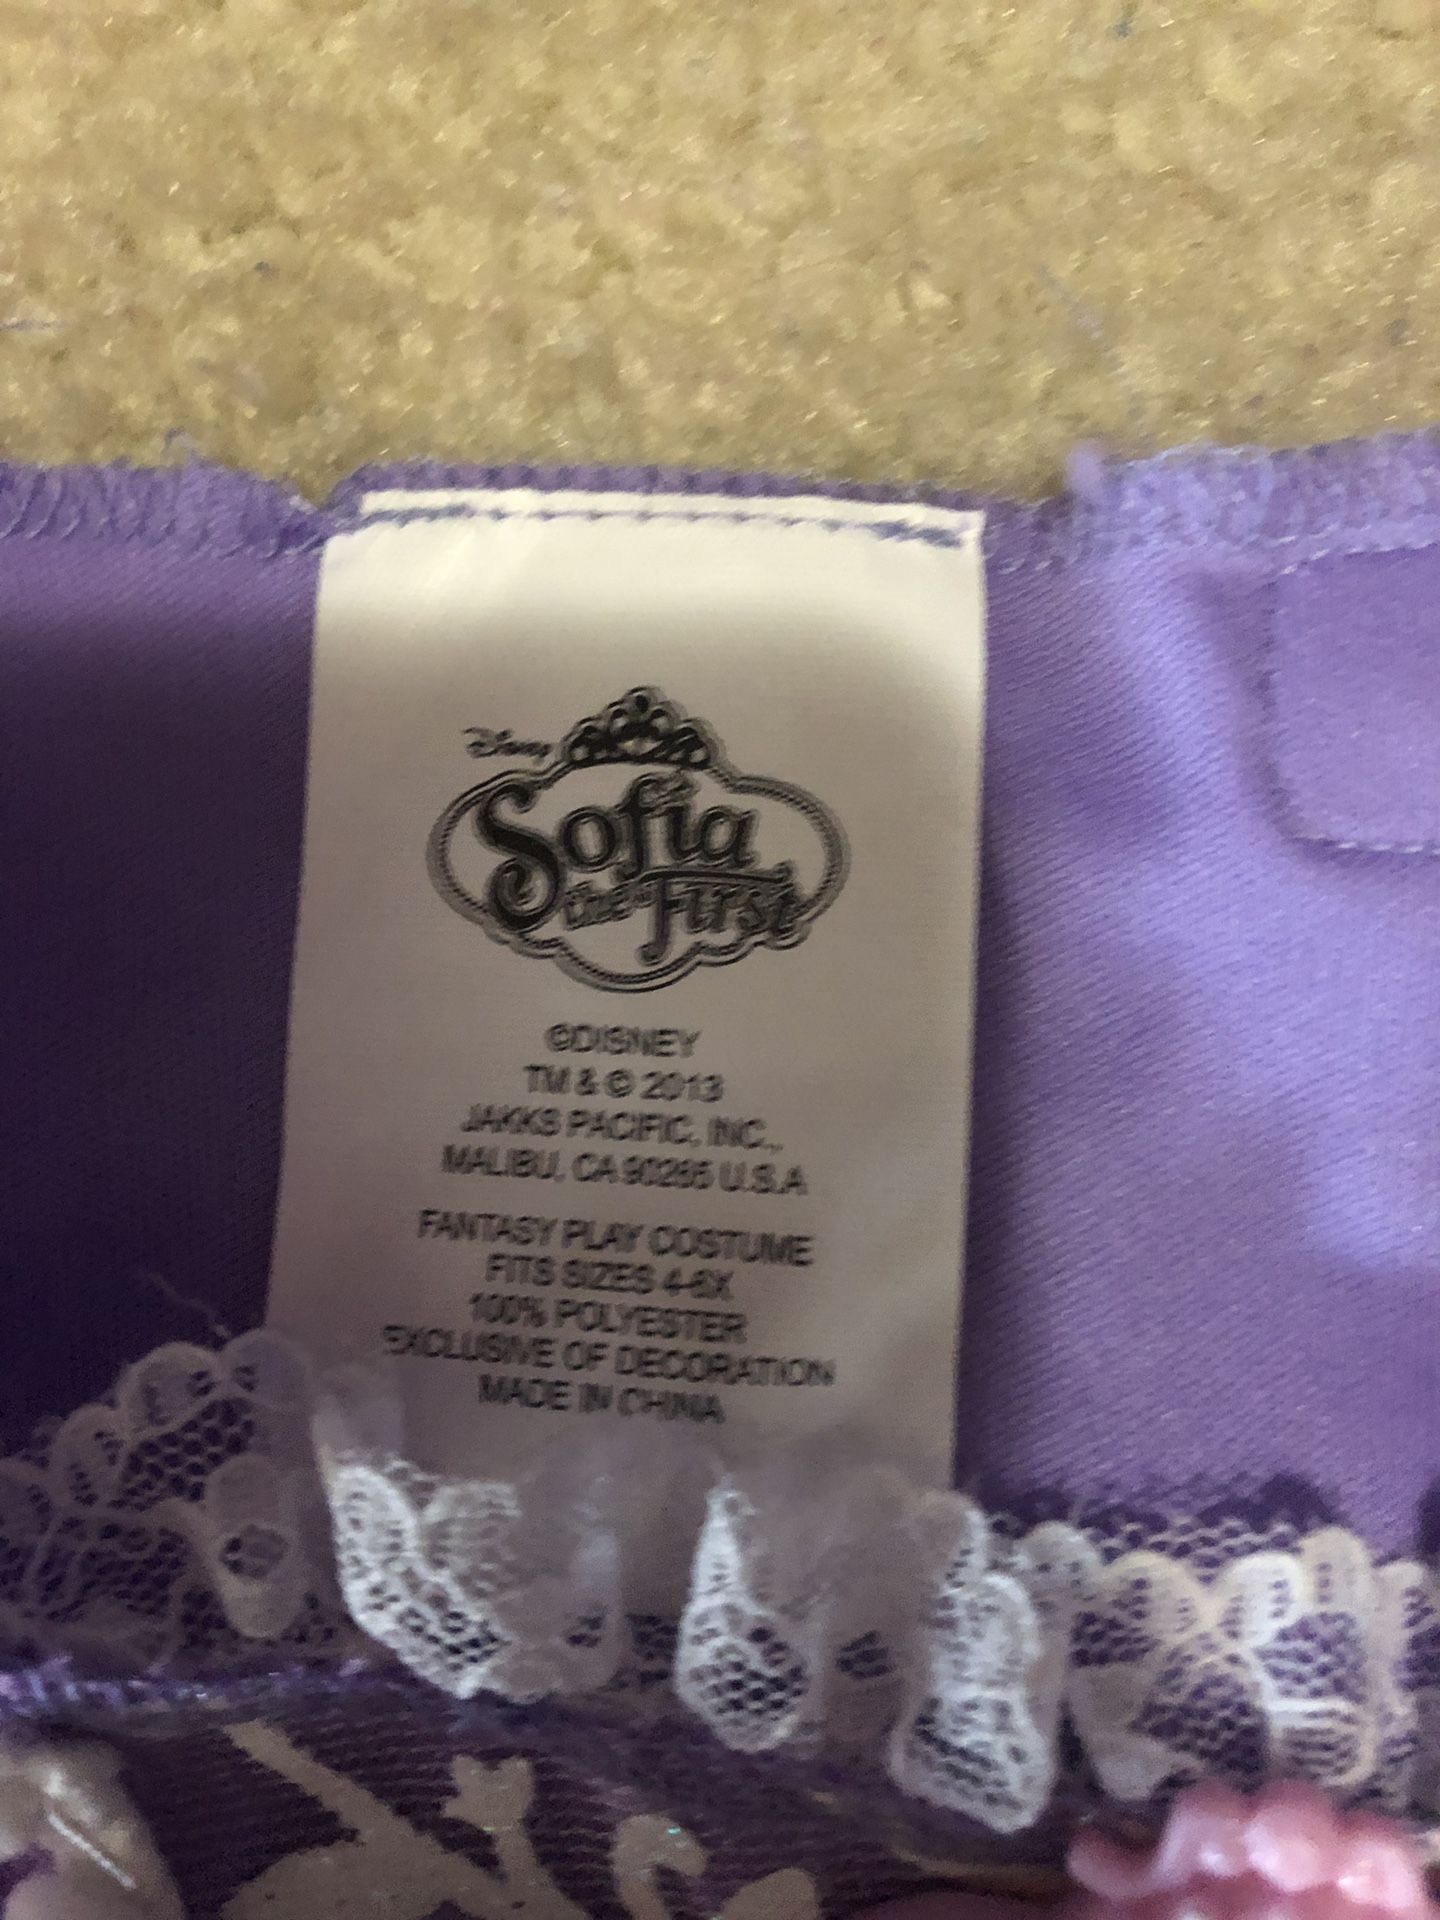 Disney
Sofia
the First
©DISNEY
TM & © 2013
JAKKS PACIFIC, INC.,
MALIBU, CA 90265 U.S.A
FANTASY PLAY COSTUME
FITS SIZES 4-6X
100% POLYESTER
EXCLUSIVE OF DECORATION
MADE IN CHINA